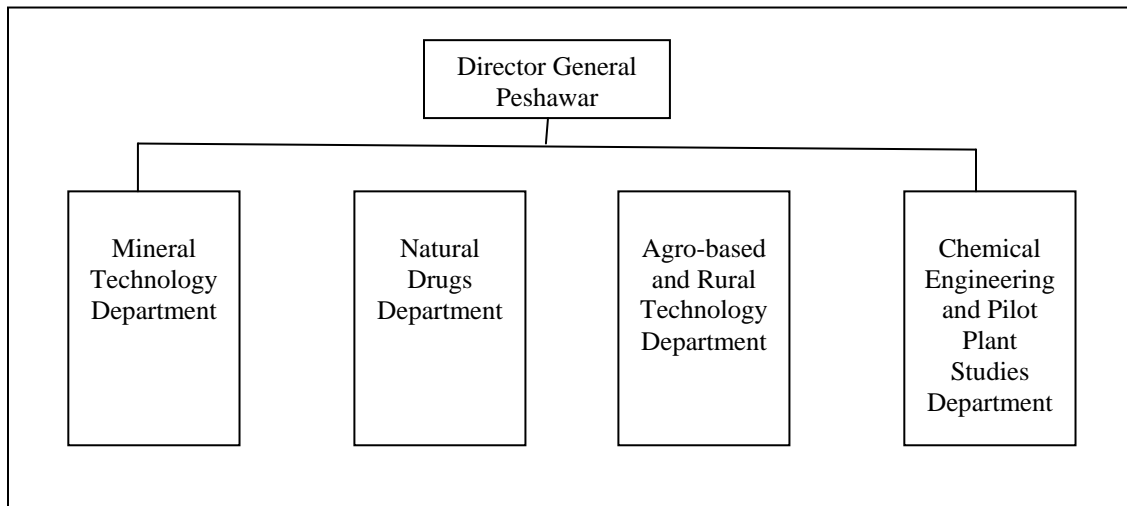 Director General
Peshawar
Mineral
Technology
Department
Natural
Drugs
Department
Agro-based
and Rural
Technology
Department
Chemical
Engineering
and Pilot
Plant
Studies
Department